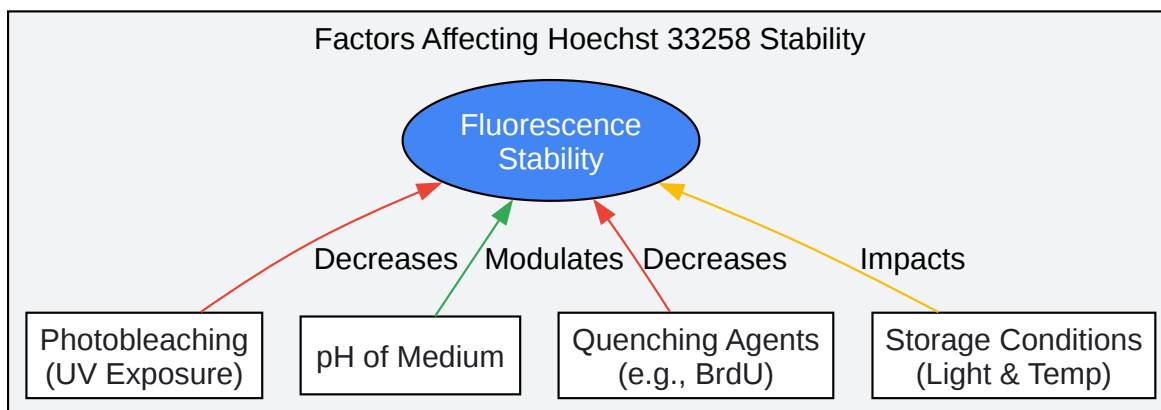 Factors Affecting Hoechst 33258 Stability
Fluorescence
Stability
Decreases
Modulates
Decreases
Impacts
Photobleaching
(UV Exposure)
pH of Medium
Quenching Agents
(e.g., BrdU)
Storage Conditions
(Light & Temp)